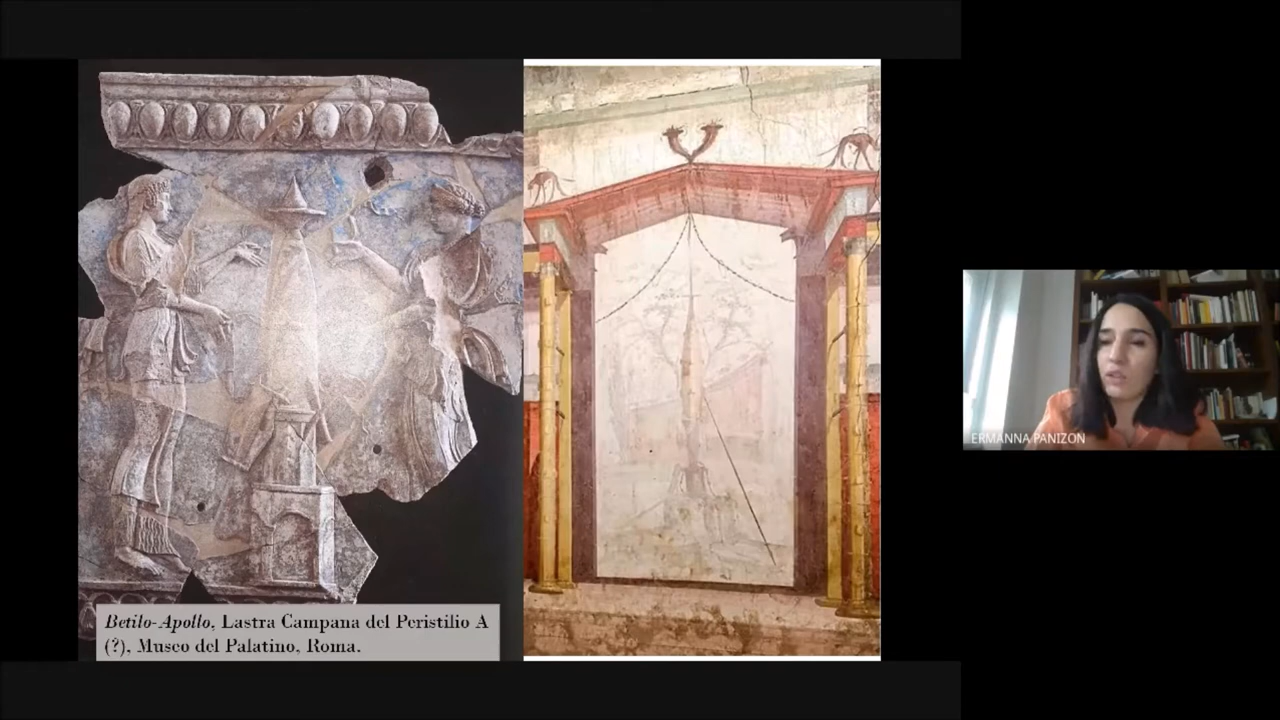 Betilo-Apollo, Lastra Campana del Peristilio A
(?), Museo del Palatino, Roma.
ERMANNA PANIZON